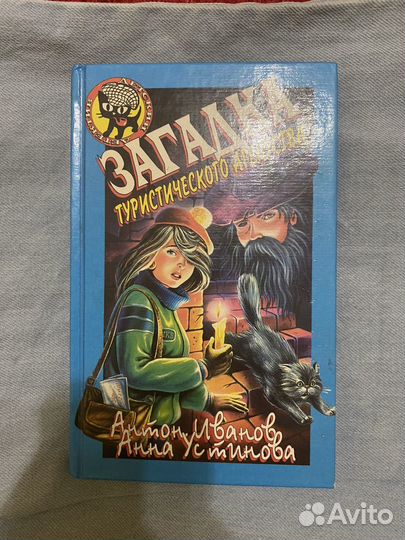 ЗАГАДКА
ТУРИСТИЧЕСКОГО
Антон Иванов,
Анна Устинова
Avito